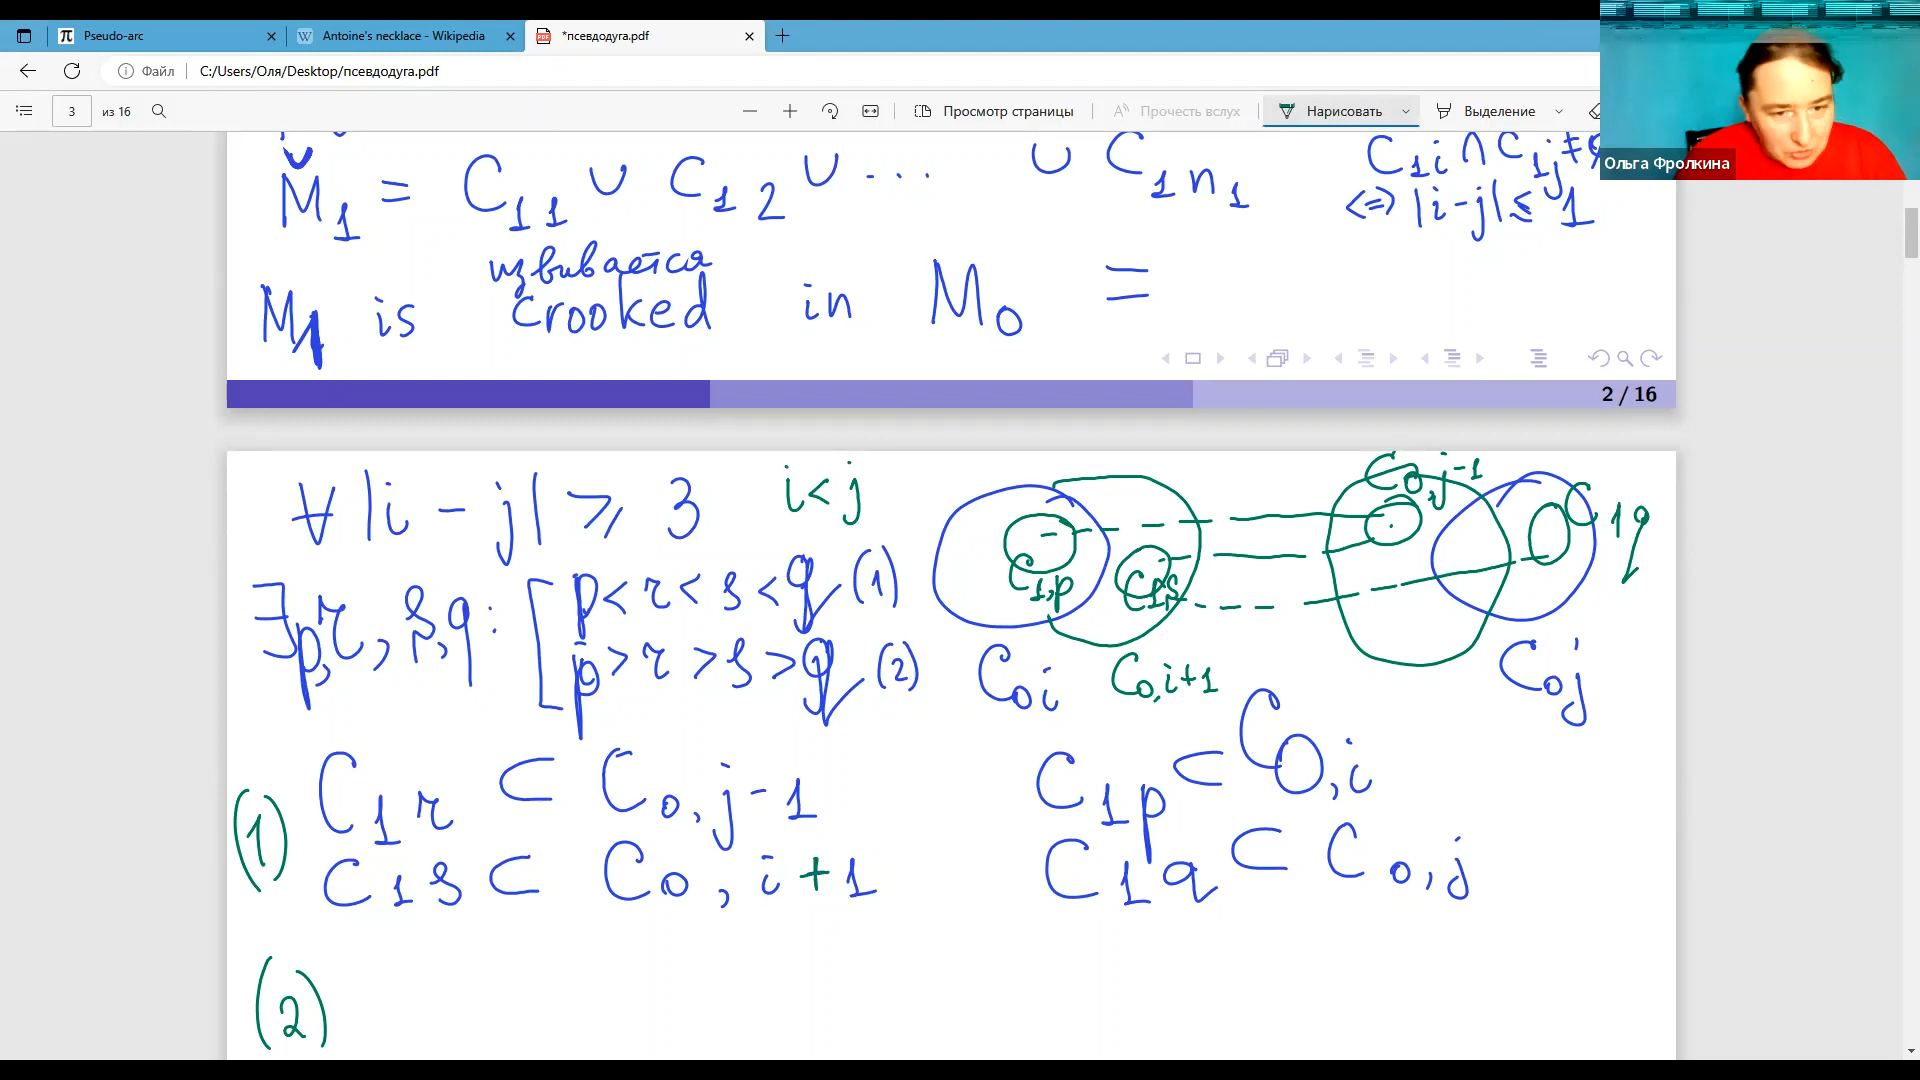 Pseudo-arc
Antoine's necklace - Wikipedia
*псевдодуга.pdf
Файл
C:/Users/Оля/Desktop/псевдодуга.pdf
3 из 16
Просмотр страницы
Прочесть вслух
Нарисовать
Выделение
Ольга Фролкина
M₁ = C₁₁ ∪ C₁₂ ∪ ... ∪ C₁ₙ₁
C₁ᵢ ∩ C₁ⱼ ≠
<=> |i-j| ≤ 1
извивается
M₁ is crooked in M₀ =
2 / 16
∀ |i - j| ⩾ 3 i < j
∃ p, r, s, q : [ p < r < s < q (1)
p > r > s > q (2)
C₁,p
C₁s
C₀,j-1
C₁q
C₀i
C₀,i+1
C₀j
(1) C₁r ⊂ C₀,j-1 C₁p ⊂ C₀,i
C₁s ⊂ C₀,i+1 C₁q ⊂ C₀,j
(2)